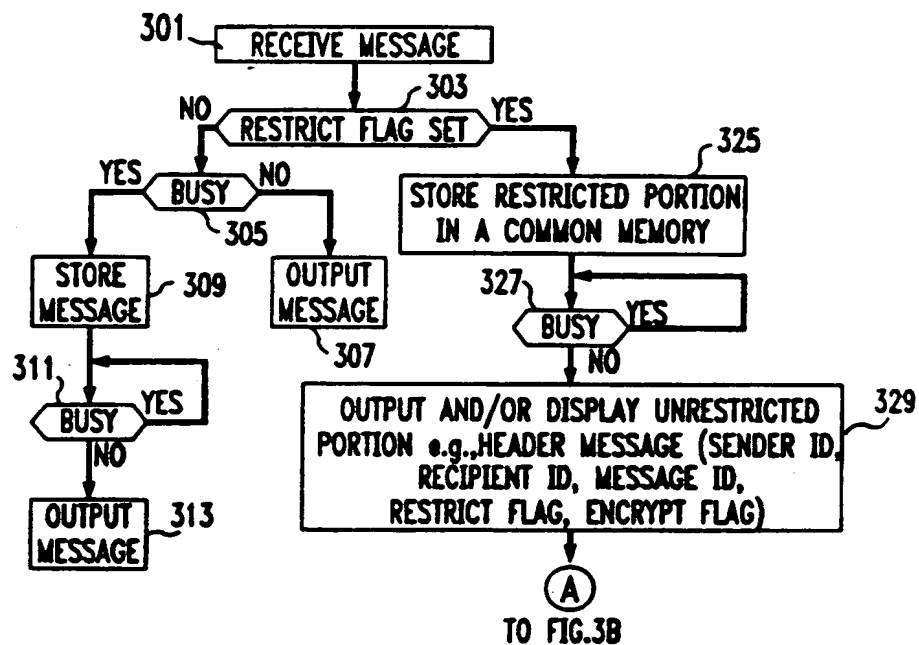 301
RECEIVE MESSAGE
303
NO
YES
RESTRICT FLAG SET
325
YES
NO
BUSY
305
STORE RESTRICTED PORTION
IN A COMMON MEMORY
STORE
MESSAGE
309
OUTPUT
MESSAGE
307
327
YES
BUSY
NO
311
YES
BUSY
NO
OUTPUT AND/OR DISPLAY UNRESTRICTED
PORTION e.g.,HEADER MESSAGE (SENDER ID,
RECIPIENT ID, MESSAGE ID,
RESTRICT FLAG, ENCRYPT FLAG)
329
OUTPUT
MESSAGE
313
A
TO FIG.3B